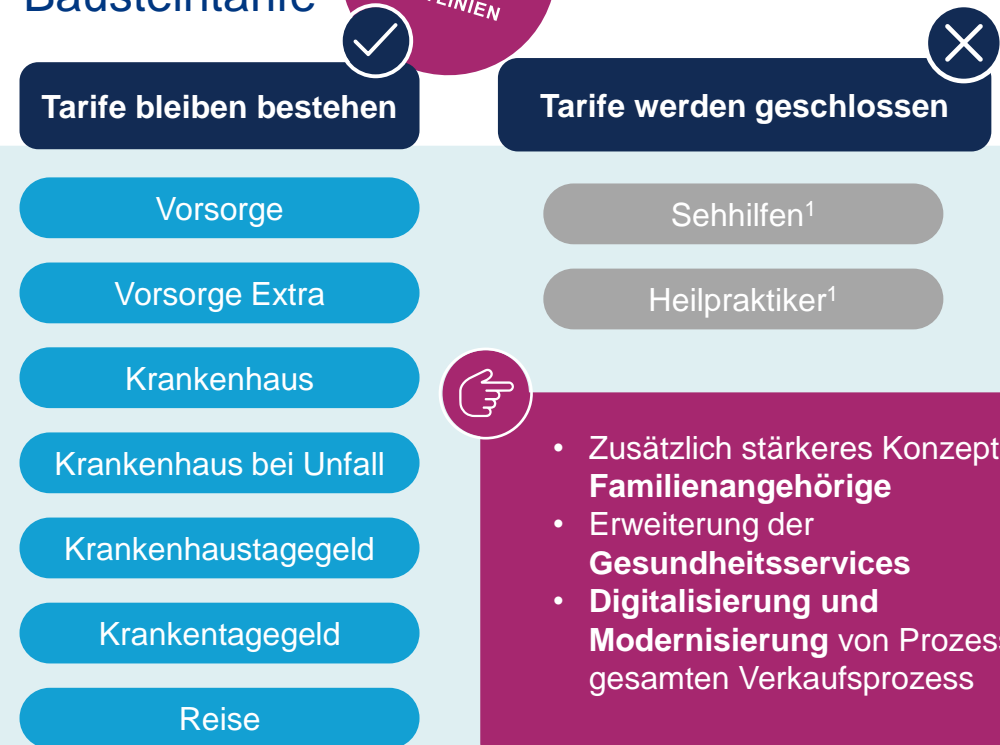 Bausteintarife
Tarife bleiben bestehen
Vorsorge
Vorsorge Extra
Krankenhaus
Krankenhaus bei Unfall
Krankenhaustagegeld
Krankentagegeld
Reise
Tarife werden geschlossen
Sehhilfen¹
Heilpraktiker¹
• Zusätzlich stärkeres Konzept
Familienangehörige
• Erweiterung der
Gesundheitsservices
• Digitalisierung und
Modernisierung von
gesamten Verkaufsprozess